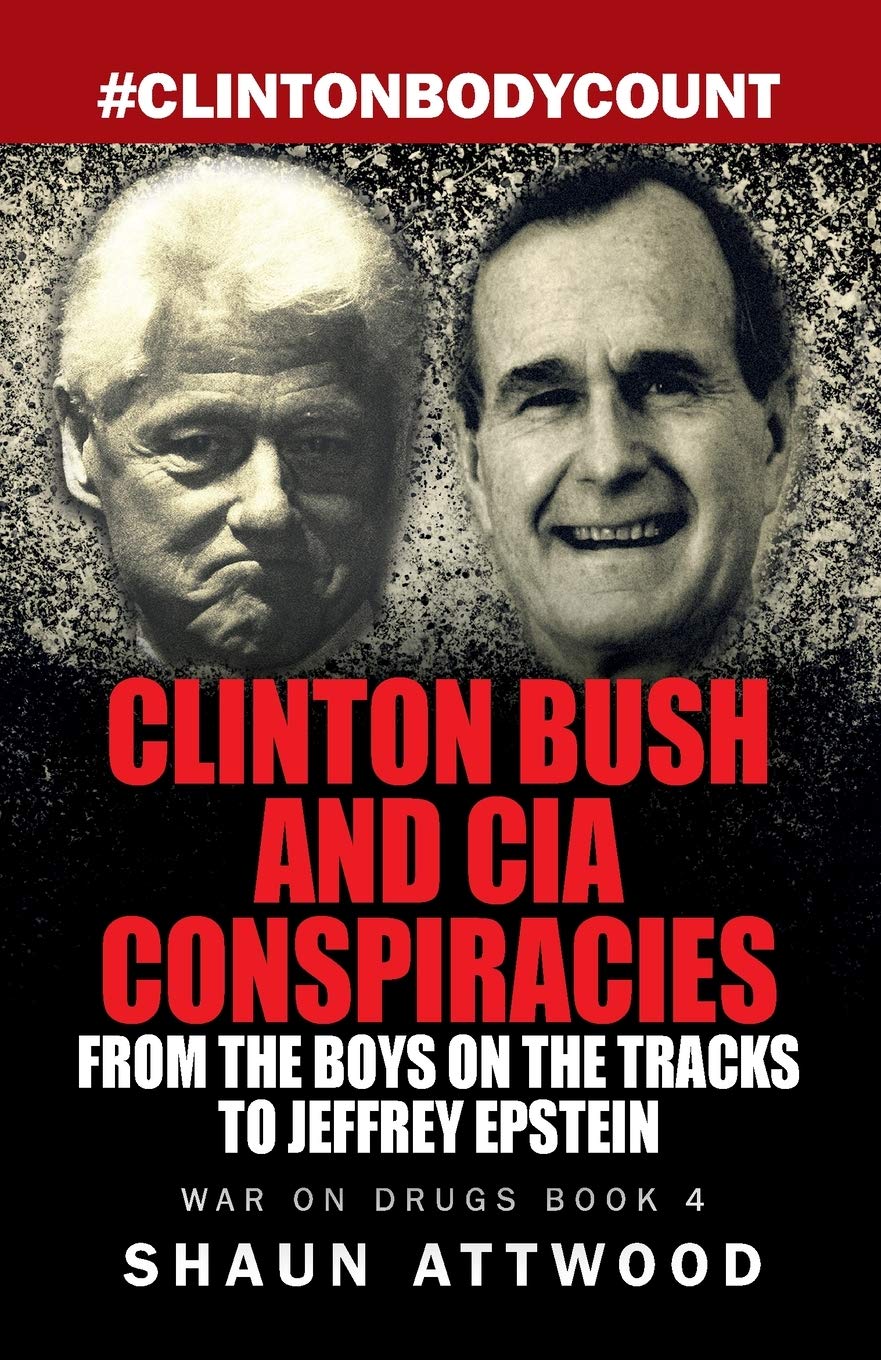 #CLINTONBODYCOUNT
CLINTON BUSH
AND CIA
CONSPIRACIES
FROM THE BOYS ON THE TRACKS
TO JEFFREY EPSTEIN
WAR ON DRUGS BOOK 4
SHAUN ATTWOOD